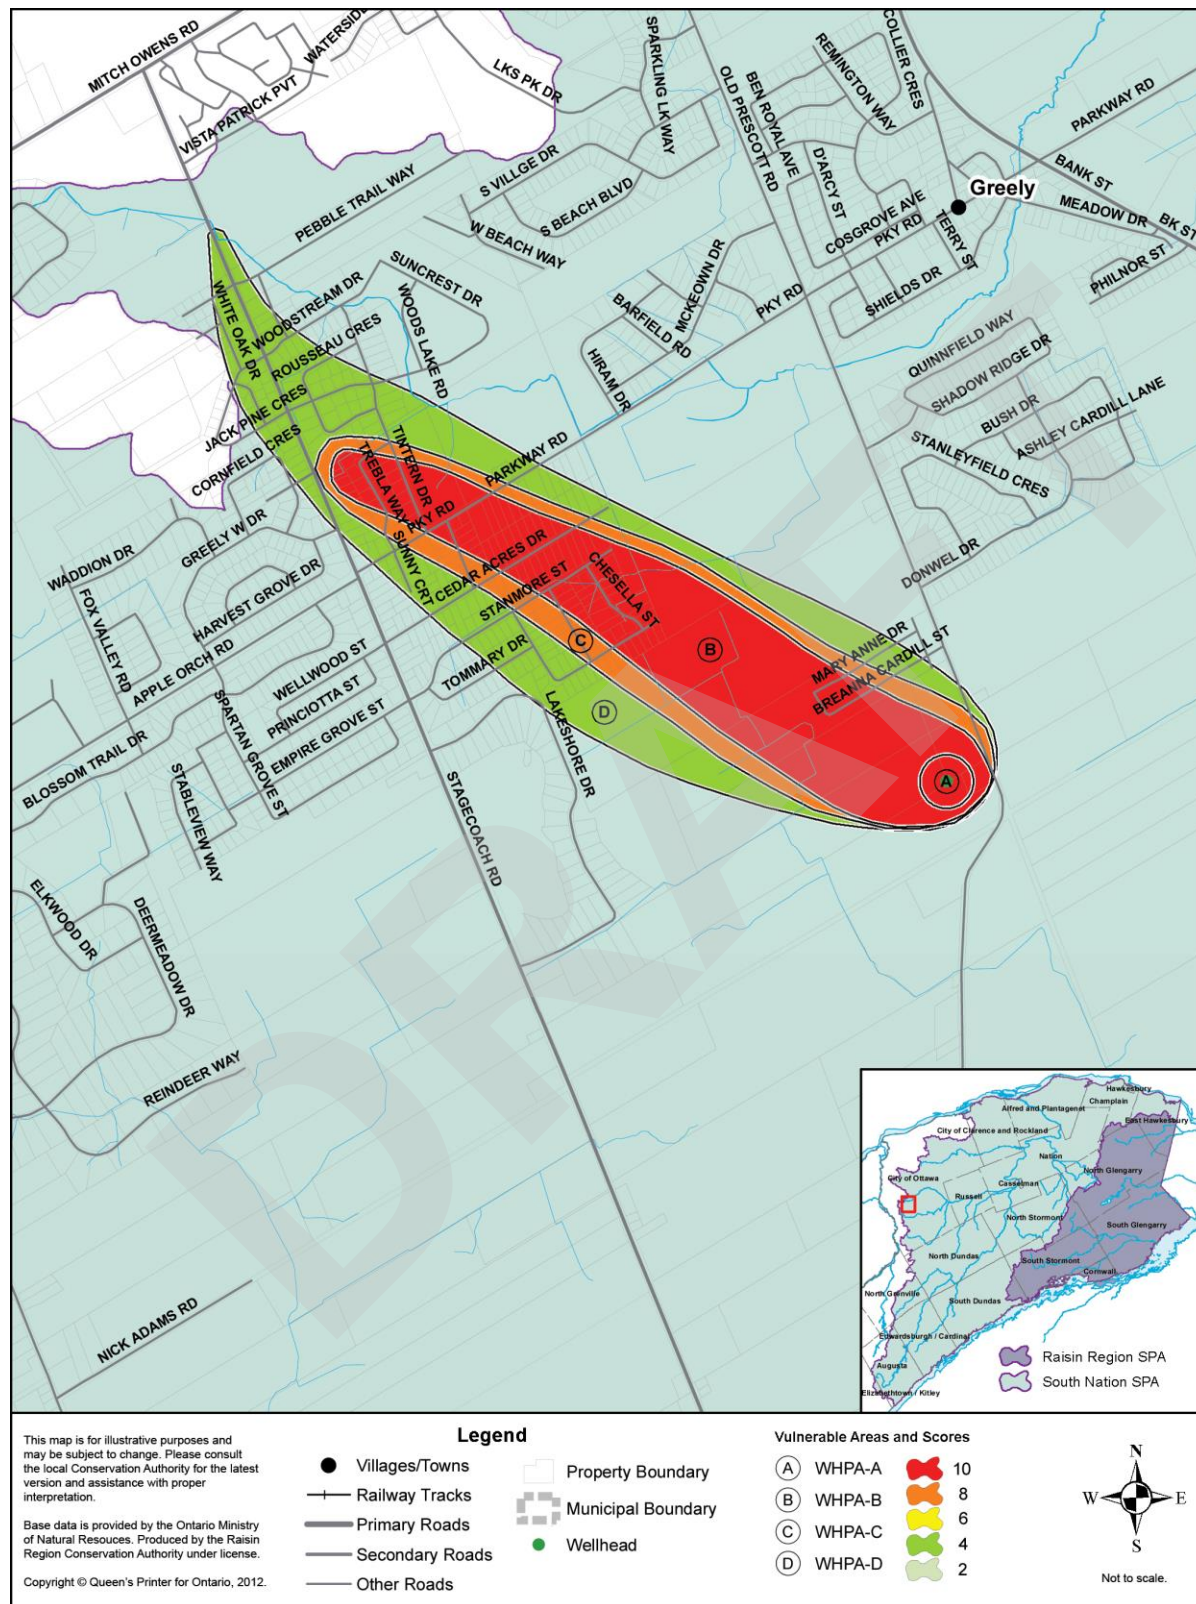 MITCH OWENS RD
WATERSIDE
VISTA PATRICK PVT
LKS PK DR
SPARKLING LK WAY
OLD PRESCOTT RD
BEN ROYAL AVE
REMINGTON WAY
COLLIER CRES
PARKWAY RD
BANK ST
Greely
MEADOW DR
BK ST
PHILNOR ST
D'ARCY ST
COSGROVE AVE
PKY RD
TERRY ST
SHIELDS DR
S VILLGE DR
S BEACH BLVD
W BEACH WAY
PEBBLE TRAIL WAY
SUNCREST DR
WOODSTREAM DR
WOODS LAKE RD
ROUSSEAU CRES
WHITE OAK DR
JACK PINE CRES
CORNFIELD CRES
MCKEOWN DR
BARFIELD RD
HIRAM DR
PKY RD
QUINNFIELD WAY
SHADOW RIDGE DR
BUSH DR
ASHLEY CARDILL LANE
STANLEYFIELD CRES
DONWEL DR
TINTERN DR
TREBLA WAY
PARKWAY RD
PKY RD
SUNNY CRT
CEDAR ACRES DR
STANMORE ST
CHESELLA ST
TOMMARY DR
LAKESHORE DR
MARY ANNE DR
BREANNA CARDILL ST
C
B
D
A
WADDION DR
GREELY W DR
FOX VALLEY RD
HARVEST GROVE DR
APPLE ORCH RD
WELLWOOD ST
PRINCIOTTA ST
EMPIRE GROVE ST
SPARTAN GROVE ST
BLOSSOM TRAIL DR
STABLEVIEW WAY
STAGECOACH RD
ELKWOOD DR
DEERMEADOW DR
REINDEER WAY
NICK ADAMS RD
DRAFT
Hawkesbury
Champlain
Alfred and Plantagenet
East Hawkesbury
City of Clarence and Rockland
Nation
North Glengarry
City of Ottawa
Casselman
Russell
North Stormont
South Glengarry
North Dundas
South Stormont
Cornwall
North Grenville
South Dundas
Edwardsburgh / Cardinal
Augusta
Elizabethtown / Kitley
Raisin Region SPA
South Nation SPA
This map is for illustrative purposes and
may be subject to change. Please consult
the local Conservation Authority for the latest
version and assistance with proper
interpretation.
Base data is provided by the Ontario Ministry
of Natural Resouces. Produced by the Raisin
Region Conservation Authority under license.
Copyright © Queen's Printer for Ontario, 2012.
Legend
Villages/Towns
Railway Tracks
Primary Roads
Secondary Roads
Other Roads
Property Boundary
Municipal Boundary
Wellhead
Vulnerable Areas and Scores
A WHPA-A 10
B WHPA-B 8
C WHPA-C 6
D WHPA-D 4
2
N
W E
S
Not to scale.